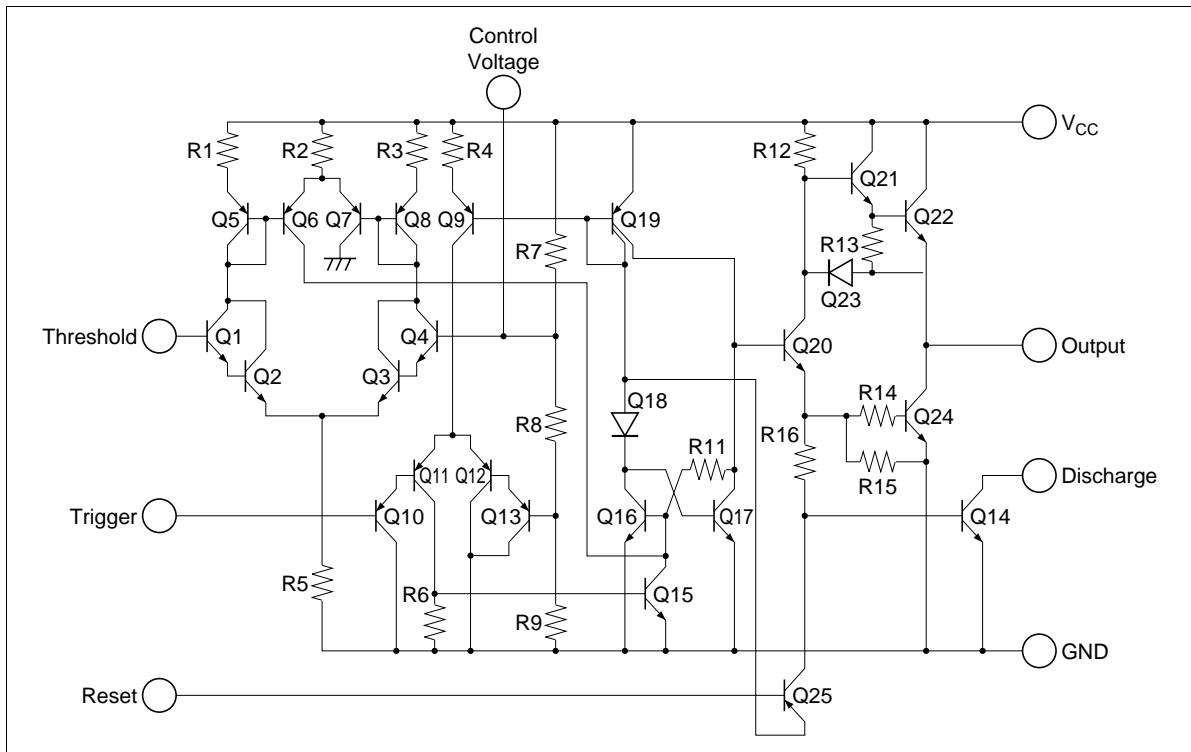 Control
Voltage
V_CC
R1
R2
R3
R4
R12
Q21
Q5
Q6
Q7
Q8
Q9
Q19
Q22
R7
R13
Q23
Threshold
Q1
Q4
Q20
Output
Q2
Q3
Q18
R14
Q24
R8
R16
R11
R15
Discharge
Q11
Q12
Trigger
Q10
Q13
Q16
Q17
Q14
R5
R6
Q15
R9
GND
Reset
Q25